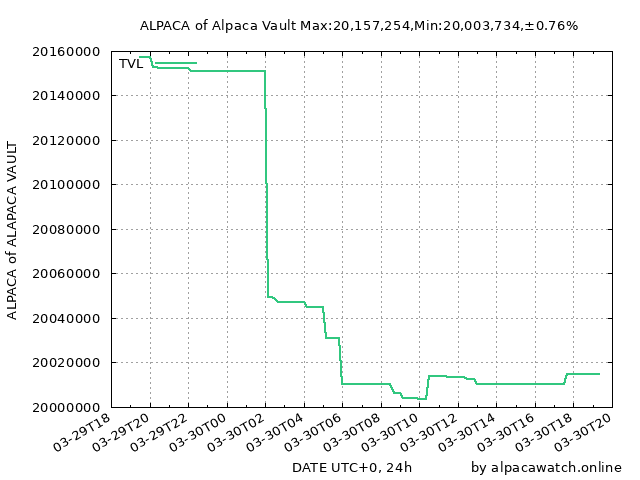 ALPACA of Alpaca Vault Max:20,157,254,Min:20,003,734,±0.76%
TVL
ALPACA of ALAPACA VAULT
20160000
20140000
20120000
20100000
20080000
20060000
20040000
20020000
20000000
03-29T18
03-29T20
03-29T22
03-30T00
03-30T02
03-30T04
03-30T06
03-30T08
03-30T10
03-30T12
03-30T14
03-30T16
03-30T18
03-30T20
DATE UTC+0, 24h
by alpacawatch.online